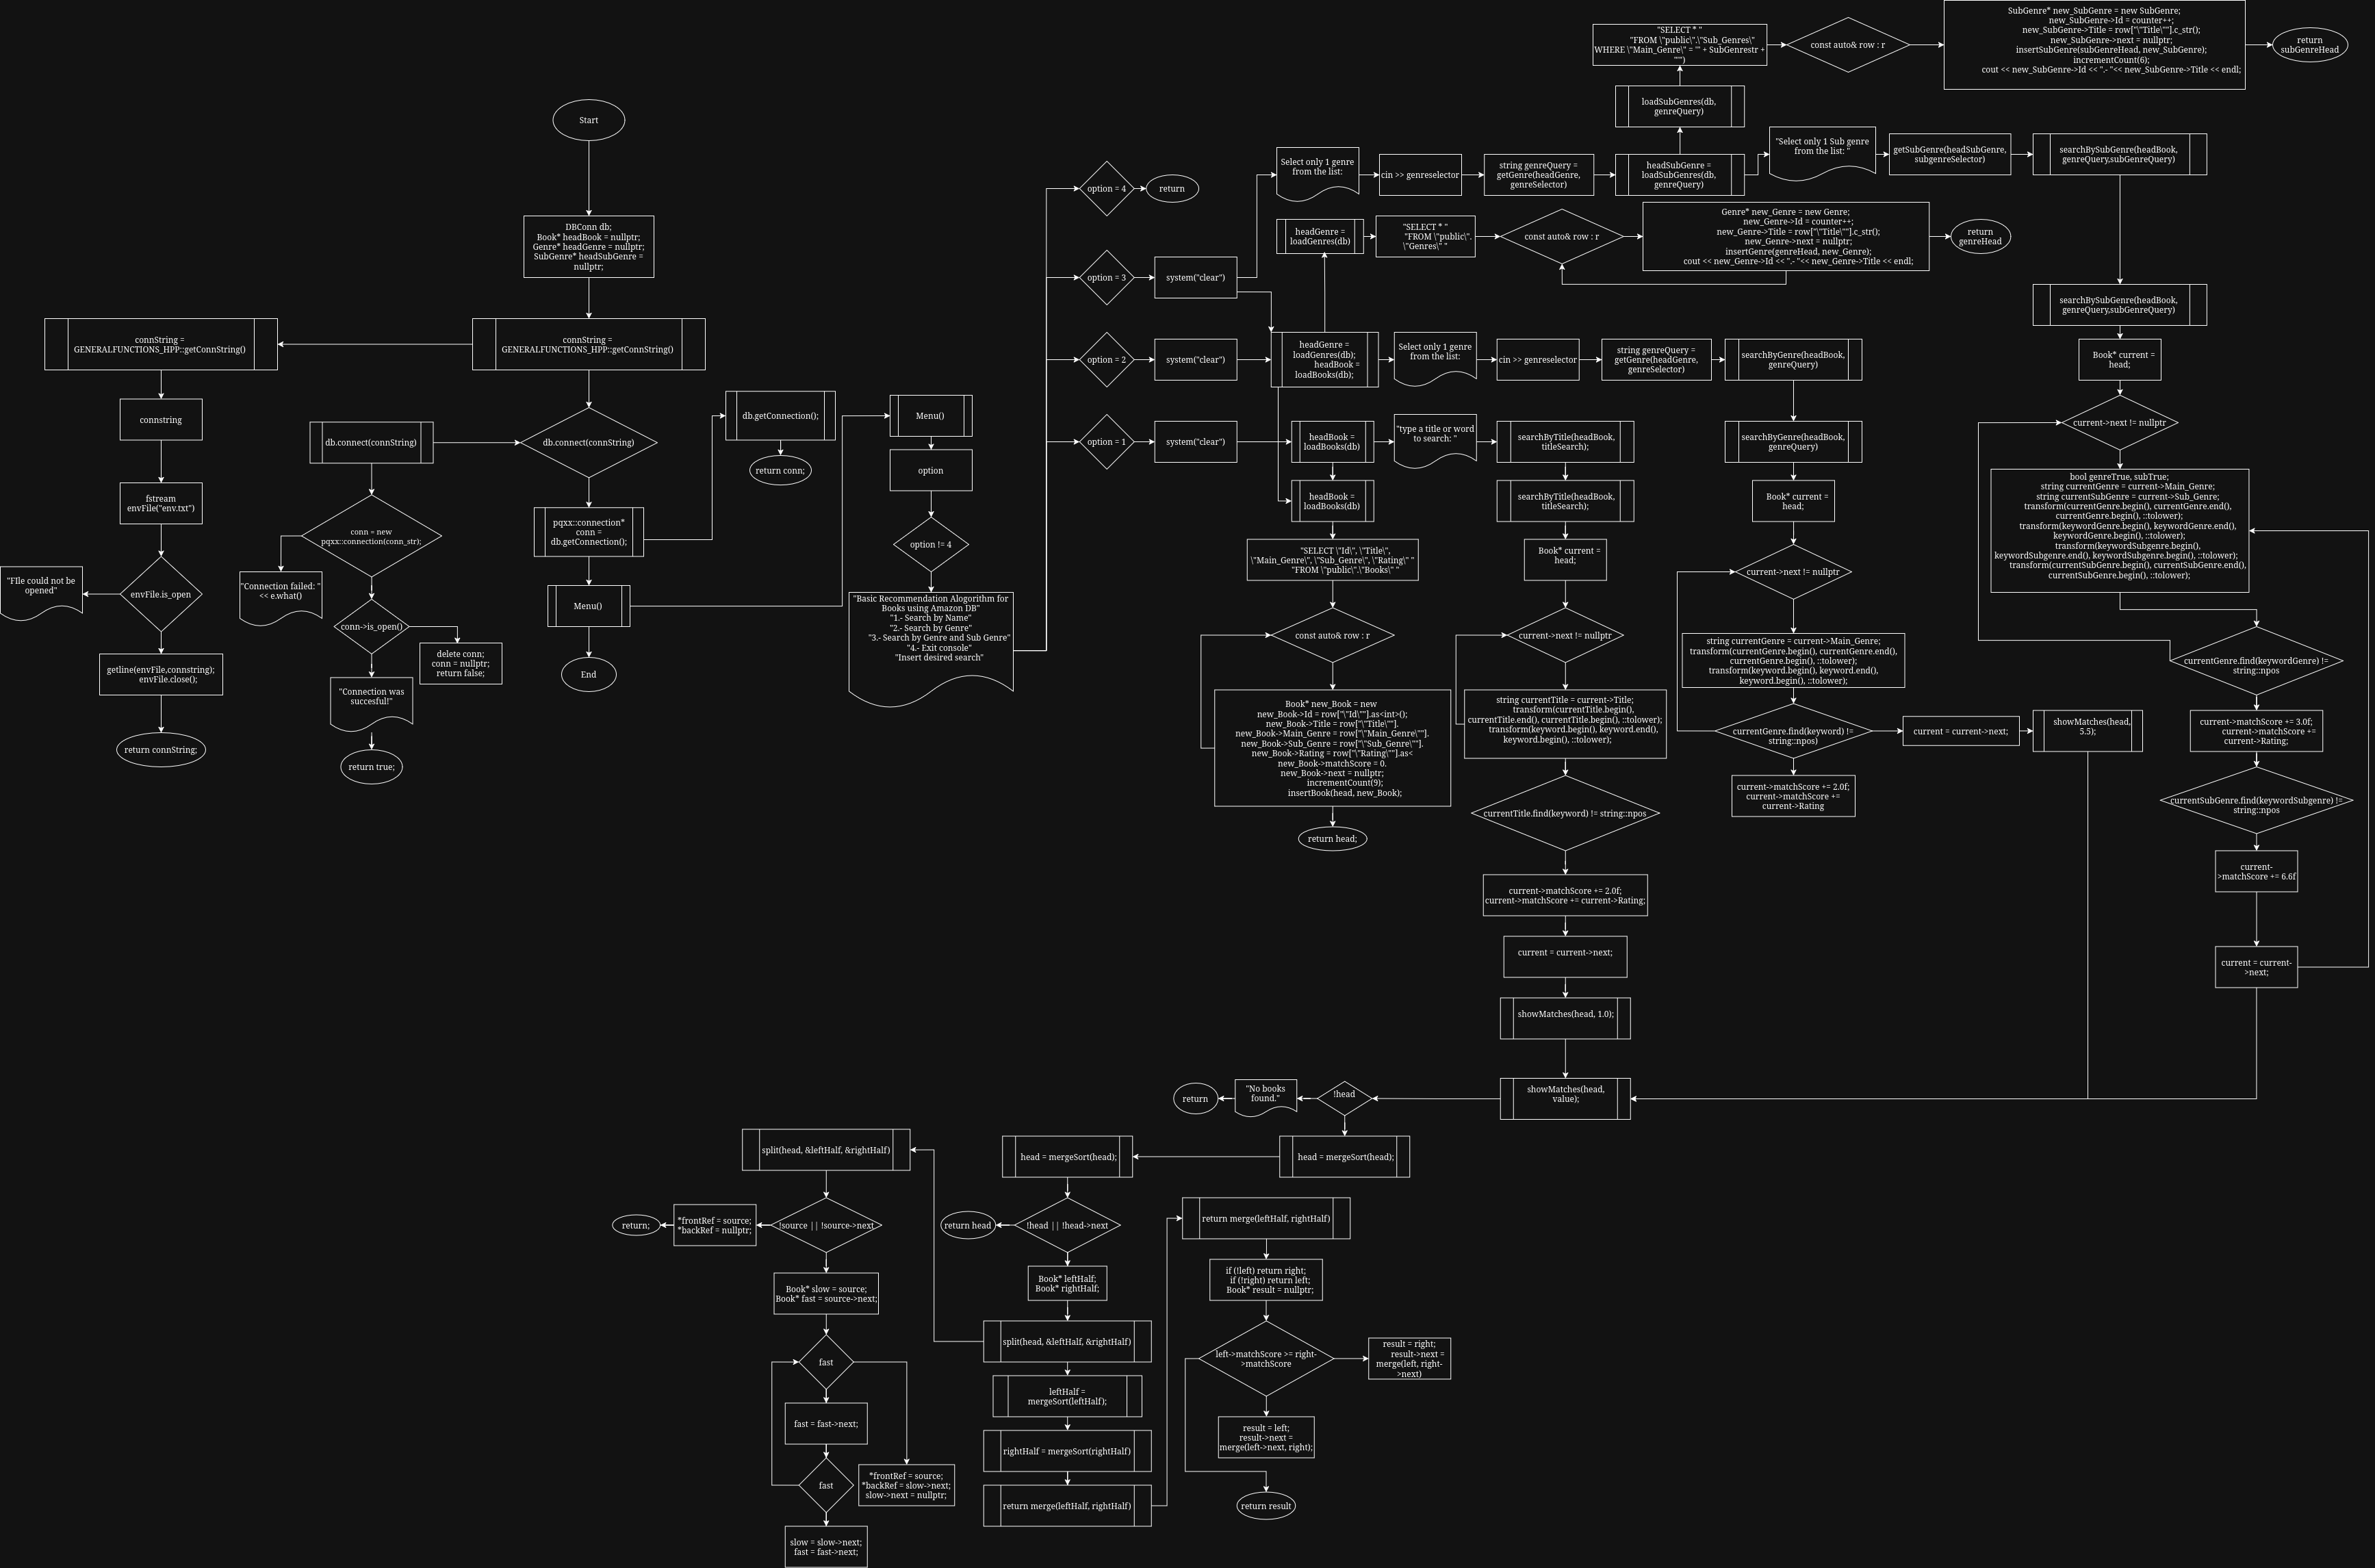 Start
DBConn db;
Book* headBook = nullptr;
Genre* headGenre = nullptr;
SubGenre* headSubGenre =
nullptr;
connString =
GENERALFUNCTIONS_HPP::getConnString()
connString =
GENERALFUNCTIONS_HPP::getConnString()
connstring
fstream
envFile("env.txt")
envFile.is_open
"FIle could not be
opened"
getline(envFile,connstring);
envFile.close();
return connString;
db.connect(connString)
db.connect(connString)
conn = new
pqxx::connection(conn_str);
"Connection failed: "
<< e.what()
conn->is_open()
delete conn;
conn = nullptr;
return false;
"Connection was
succesful!"
return true;
pqxx::connection*
conn =
db.getConnection();
db.getConnection();
return conn;
Menu()
End
Menu()
option
option != 4
"Basic Recommendation Alogorithm for
Books using Amazon DB"
"1.- Search by Name"
"2.- Search by Genre"
"3.- Search by Genre and Sub Genre"
"4.- Exit console"
"Insert desired search"
option = 4
return
option = 3
system("clear")
option = 2
system("clear")
option = 1
system("clear")
Select only 1 genre
from the list:
cin >> genreselector
string genreQuery =
getGenre(headGenre,
genreSelector)
headSubGenre =
loadSubGenres(db,
genreQuery)
loadSubGenres(db,
genreQuery)
"SELECT * "
"FROM \"public\".\"Sub_Genres\"
WHERE \"Main_Genre\" = '" + SubGenrestr +
"'")
const auto& row : r
SubGenre* new_SubGenre = new SubGenre;
new_SubGenre->Id = counter++;
new_SubGenre->Title = row["\"Title\""].c_str();
new_SubGenre->next = nullptr;
insertSubGenre(subGenreHead, new_SubGenre);
incrementCount(6);
cout << new_SubGenre->Id << ".- "<< new_SubGenre->Title << endl;
return
subGenreHead
"Select only 1 Sub genre
from the list: "
getSubGenre(headSubGenre,
subgenreSelector)
searchBySubGenre(headBook,
genreQuery,subGenreQuery)
headGenre =
loadGenres(db)
"SELECT * "
"FROM \"public\".
\"Genres\" "
const auto& row : r
Genre* new_Genre = new Genre;
new_Genre->Id = counter++;
new_Genre->Title = row["\"Title\""].c_str();
new_Genre->next = nullptr;
insertGenre(genreHead, new_Genre);
cout << new_Genre->Id << ".- "<< new_Genre->Title << endl;
return
genreHead
headGenre =
loadGenres(db);
headBook =
loadBooks(db);
Select only 1 genre
from the list:
cin >> genreselector
string genreQuery =
getGenre(headGenre,
genreSelector)
searchByGenre(headBook,
genreQuery)
headBook =
loadBooks(db)
"type a title or word
to search: "
searchByTitle(headBook,
titleSearch);
headBook =
loadBooks(db)
"SELECT \"Id\", \"Title\",
\"Main_Genre\", \"Sub_Genre\", \"Rating\" "
"FROM \"public\".\"Books\" "
const auto& row : r
Book* new_Book = new
new_Book->Id = row["\"Id\""].as<int>();
new_Book->Title = row["\"Title\""].
new_Book->Main_Genre = row["\"Main_Genre\""].
new_Book->Sub_Genre = row["\"Sub_Genre\""].
new_Book->Rating = row["\"Rating\""].as<
new_Book->matchScore = 0.
new_Book->next = nullptr;
incrementCount(9);
insertBook(head, new_Book);
return head;
searchByTitle(headBook,
titleSearch);
Book* current =
head;
current->next != nullptr
string currentTitle = current->Title;
transform(currentTitle.begin(),
currentTitle.end(), currentTitle.begin(), ::tolower);
transform(keyword.begin(), keyword.end(),
keyword.begin(), ::tolower);
currentTitle.find(keyword) != string::npos
current->matchScore += 2.0f;
current->matchScore += current->Rating;
current = current->next;
showMatches(head, 1.0);
searchByGenre(headBook,
genreQuery)
Book* current =
head;
current->next != nullptr
string currentGenre = current->Main_Genre;
transform(currentGenre.begin(), currentGenre.end(),
currentGenre.begin(), ::tolower);
transform(keyword.begin(), keyword.end(),
keyword.begin(), ::tolower);
currentGenre.find(keyword) !=
string::npos)
current->matchScore += 2.0f;
current->matchScore +=
current->Rating
current = current->next;
showMatches(head,
5.5);
searchBySubGenre(headBook,
genreQuery,subGenreQuery)
Book* current =
head;
current->next != nullptr
bool genreTrue, subTrue;
string currentGenre = current->Main_Genre;
string currentSubGenre = current->Sub_Genre;
transform(currentGenre.begin(), currentGenre.end(),
currentGenre.begin(), ::tolower);
transform(keywordGenre.begin(), keywordGenre.end(),
keywordGenre.begin(), ::tolower);
transform(keywordSubgenre.begin(),
keywordSubgenre.end(), keywordSubgenre.begin(), ::tolower);
transform(currentSubGenre.begin(), currentSubGenre.end(),
currentSubGenre.begin(), ::tolower);
currentGenre.find(keywordGenre) !=
string::npos
current->matchScore += 3.0f;
current->matchScore +=
current->Rating;
currentSubGenre.find(keywordSubgenre) !=
string::npos
current-
>matchScore += 6.6f
current = current-
>next;
showMatches(head,
value);
!head
"No books
found."
return
head = mergeSort(head);
head = mergeSort(head);
!head || !head->next
return head
Book* leftHalf;
Book* rightHalf;
split(head, &leftHalf, &rightHalf)
leftHalf =
mergeSort(leftHalf);
rightHalf = mergeSort(rightHalf)
return merge(leftHalf, rightHalf)
split(head, &leftHalf, &rightHalf)
!source || !source->next
*frontRef = source;
*backRef = nullptr;
return;
Book* slow = source;
Book* fast = source->next;
fast
fast = fast->next;
fast
*frontRef = source;
*backRef = slow->next;
slow->next = nullptr;
slow = slow->next;
fast = fast->next;
return merge(leftHalf, rightHalf)
if (!left) return right;
if (!right) return left;
Book* result = nullptr;
left->matchScore >= right-
>matchScore
result = right;
result->next =
merge(left, right-
>next)
result = left;
result->next =
merge(left->next, right);
return result